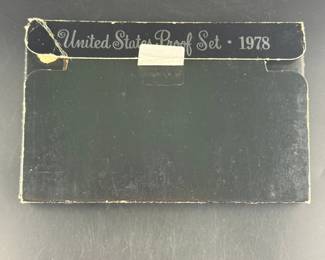 United States Proof Set · 1978